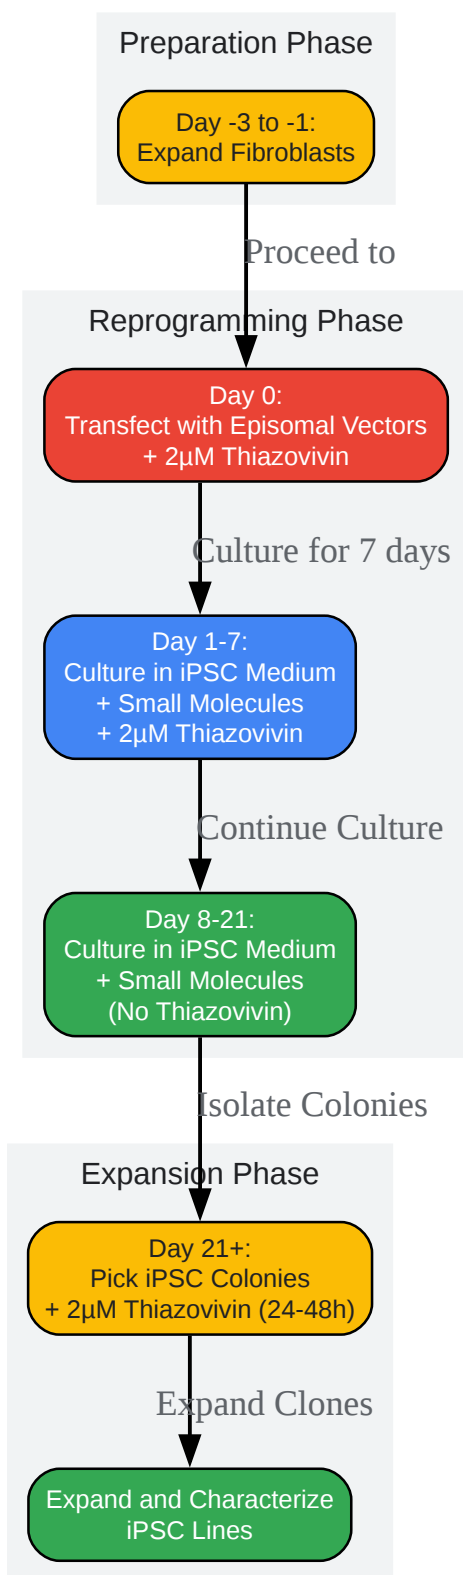 Preparation Phase
Day -3 to -1:
Expand Fibroblasts
Proceed to
Reprogramming Phase
Day 0:
Transfect with Episomal Vectors
+ 2µM Thiazovivin
Culture for 7 days
Day 1-7:
Culture in iPSC Medium
+ Small Molecules
+ 2µM Thiazovivin
Continue Culture
Day 8-21:
Culture in iPSC Medium
+ Small Molecules
(No Thiazovivin)
Isolate Colonies
Expansion Phase
Day 21+:
Pick iPSC Colonies
+ 2µM Thiazovivin (24-48h)
Expand Clones
Expand and Characterize
iPSC Lines